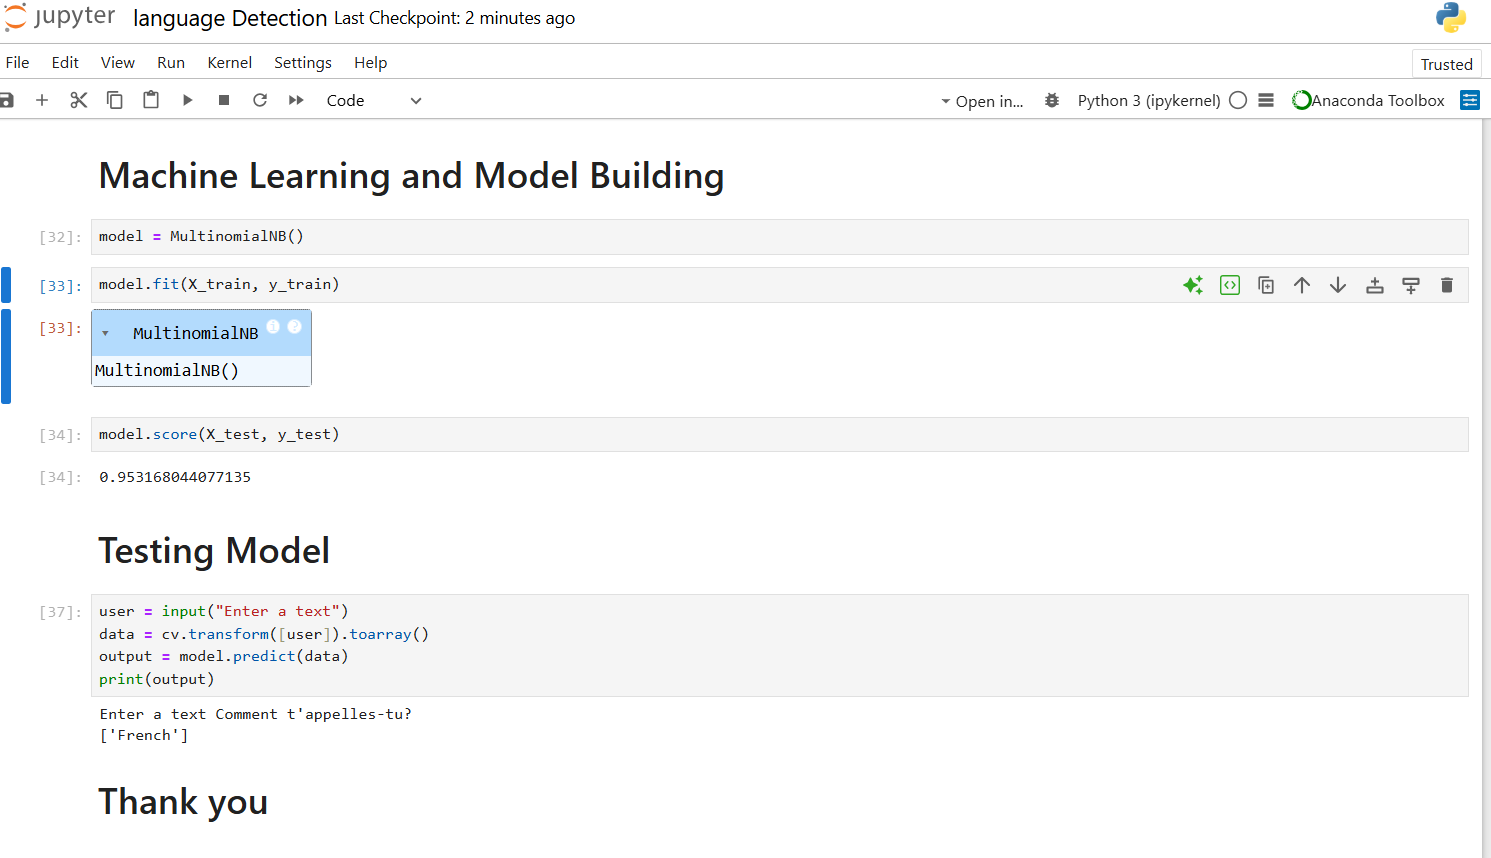 jupyter language Detection Last Checkpoint: 2 minutes ago
File Edit View Run Kernel Settings Help
Trusted
Code
Open in...
Python 3 (ipykernel)
Anaconda Toolbox
Machine Learning and Model Building
[32]: model = MultinomialNB()
[33]: model.fit(X_train, y_train)
[33]: MultinomialNB i ?
MultinomialNB()
[34]: model.score(X_test, y_test)
[34]: 0.953168044077135
Testing Model
[37]: user = input("Enter a text")
data = cv.transform([user]).toarray()
output = model.predict(data)
print(output)
Enter a text Comment t'appelles-tu?
['French']
Thank you